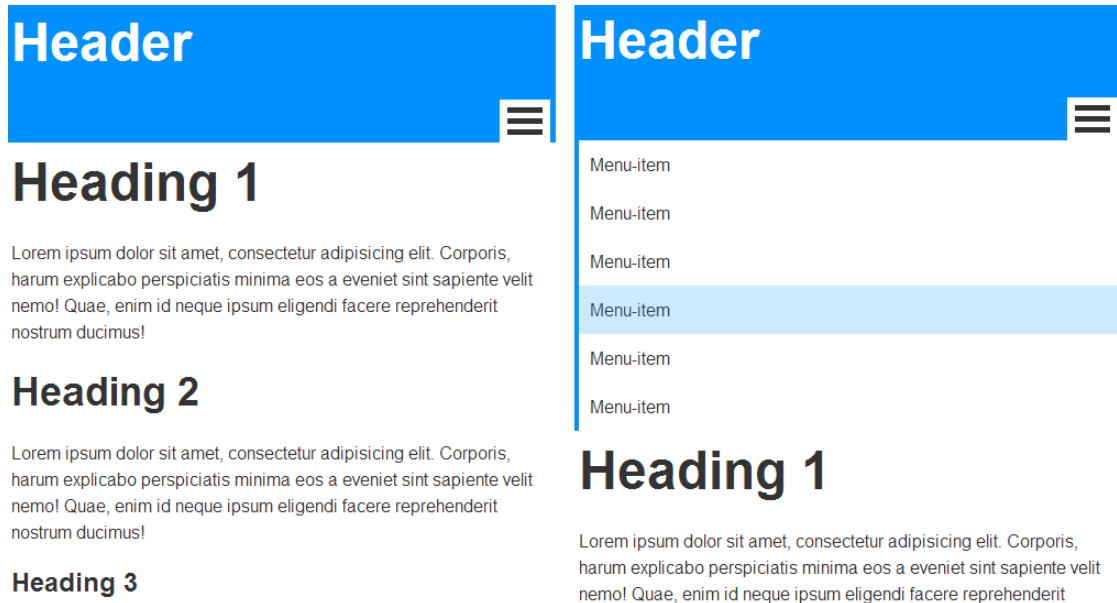 Header
Heading 1
Lorem ipsum dolor sit amet, consectetur adipisicing elit. Corporis,
harum explicabo perspiciatis minima eos a eveniet sint sapiente velit
nemo! Quae, enim id neque ipsum eligendi facere reprehenderit
nostrum ducimus!
Heading 2
Lorem ipsum dolor sit amet, consectetur adipisicing elit. Corporis,
harum explicabo perspiciatis minima eos a eveniet sint sapiente velit
nemo! Quae, enim id neque ipsum eligendi facere reprehenderit
nostrum ducimus!
Heading 3
Header
Menu-item
Menu-item
Menu-item
Menu-item
Menu-item
Menu-item
Heading 1
Lorem ipsum dolor sit amet, consectetur adipisicing elit. Corporis,
harum explicabo perspiciatis minima eos a eveniet sint sapiente velit
nemo! Quae, enim id neque ipsum eligendi facere reprehenderit